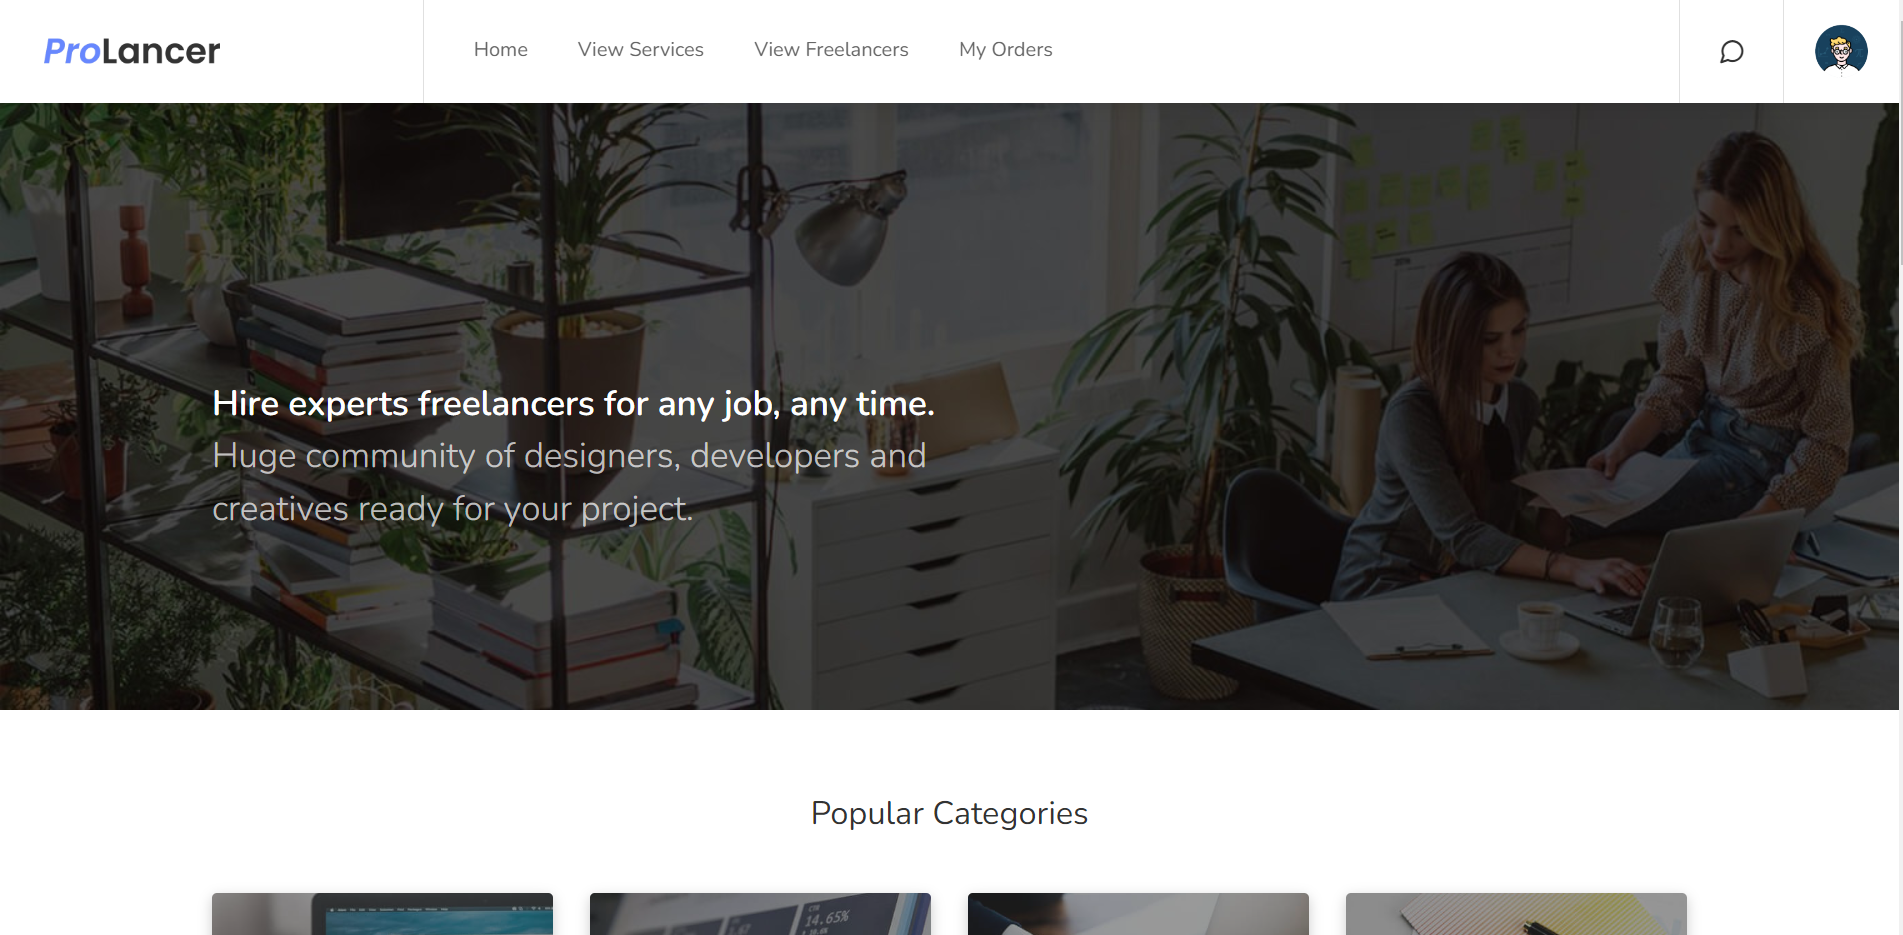 ProLancer
Home
View Services
View Freelancers
My Orders
Hire experts freelancers for any job, any time.
Huge community of designers, developers and
creatives ready for your project.
Popular Categories
14.65%